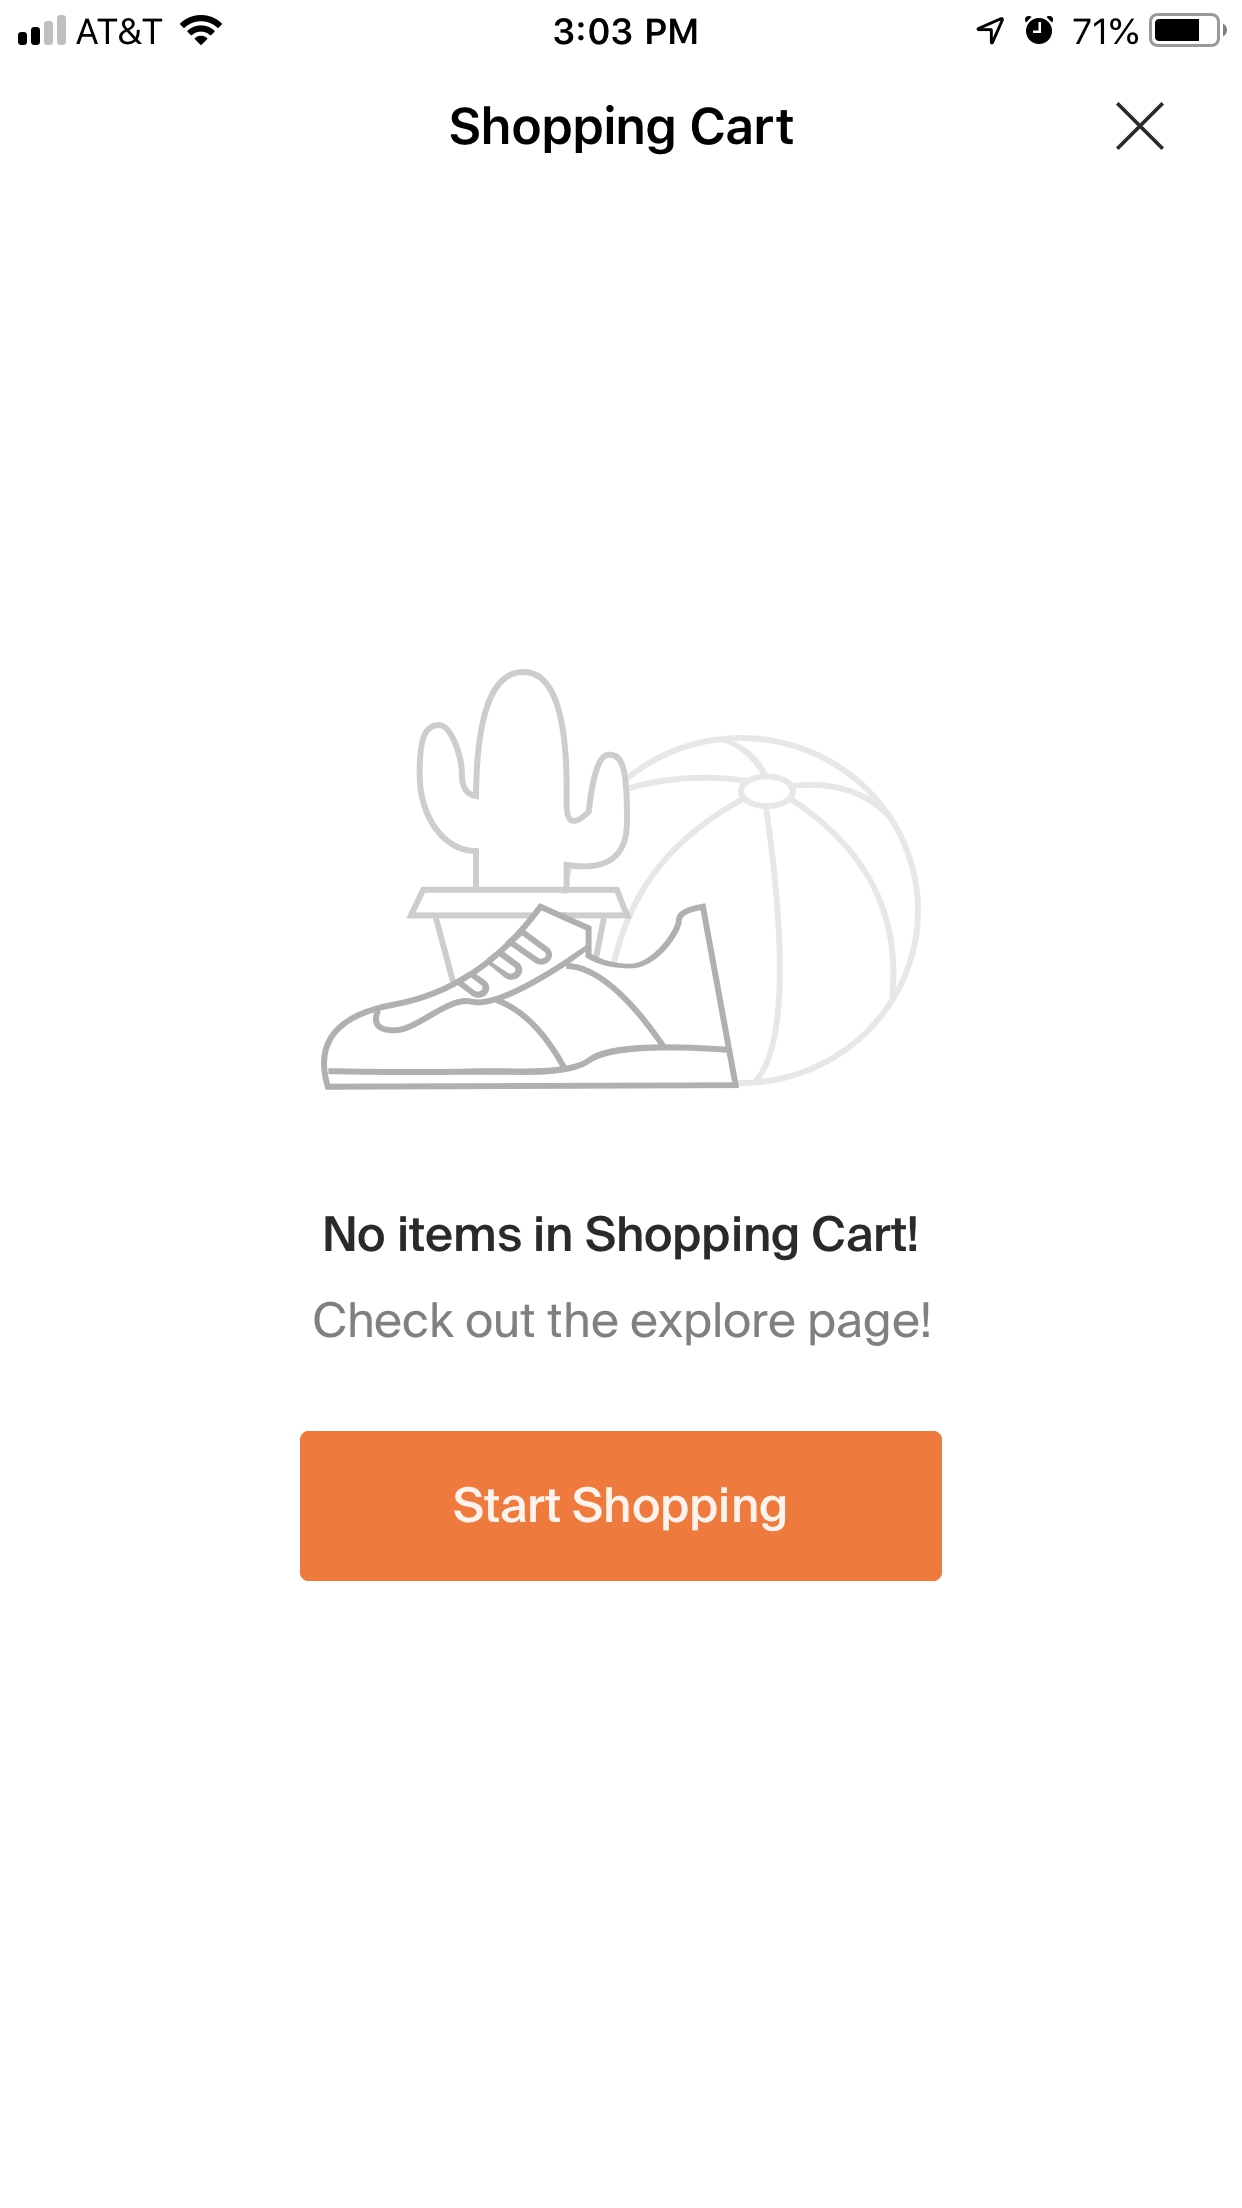 AT&T 3:03 PM 71%
Shopping Cart
No items in Shopping Cart!
Check out the explore page!
Start Shopping